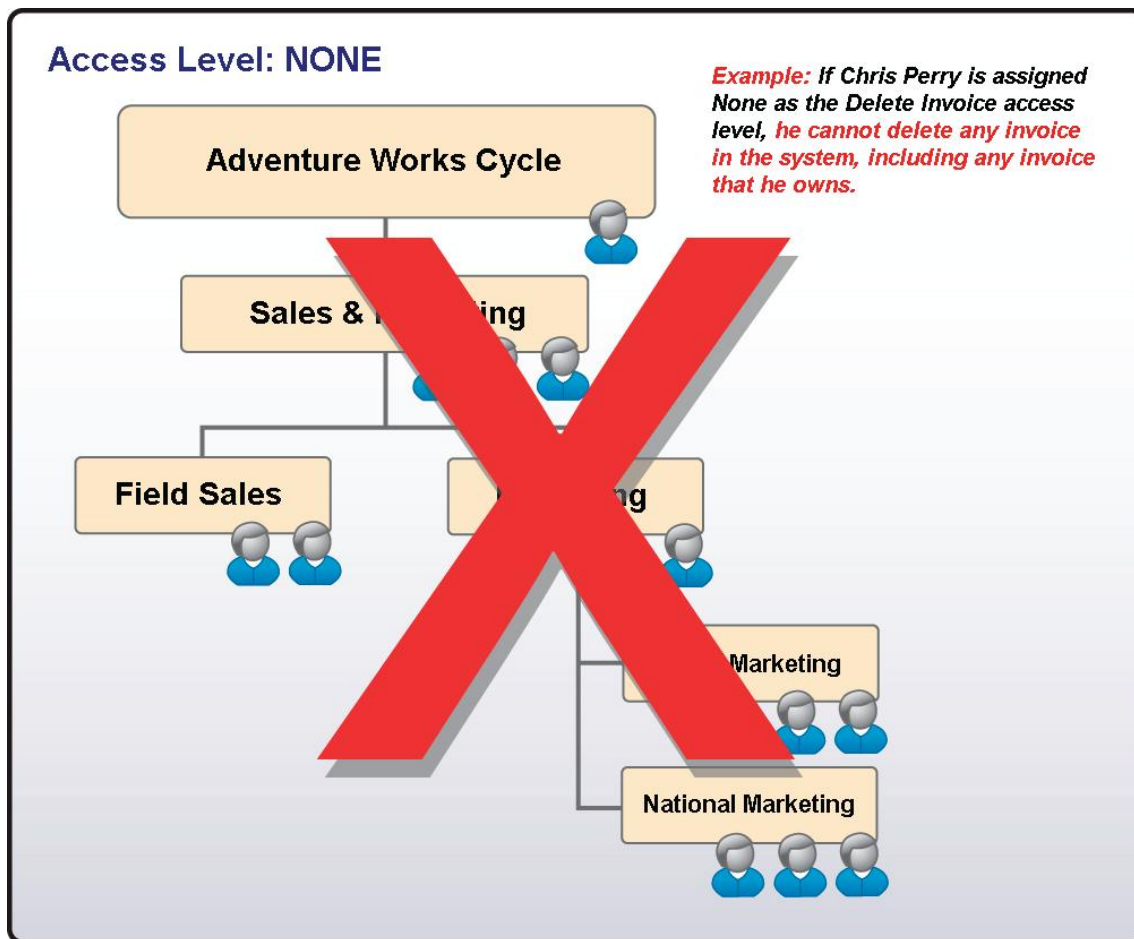 Access Level: NONE
Example: If Chris Perry is assigned
None as the Delete Invoice access
level, he cannot delete any invoice
in the system, including any invoice
that he owns.
Adventure Works Cycle
Sales &
Field Sales
Marketing
National Marketing